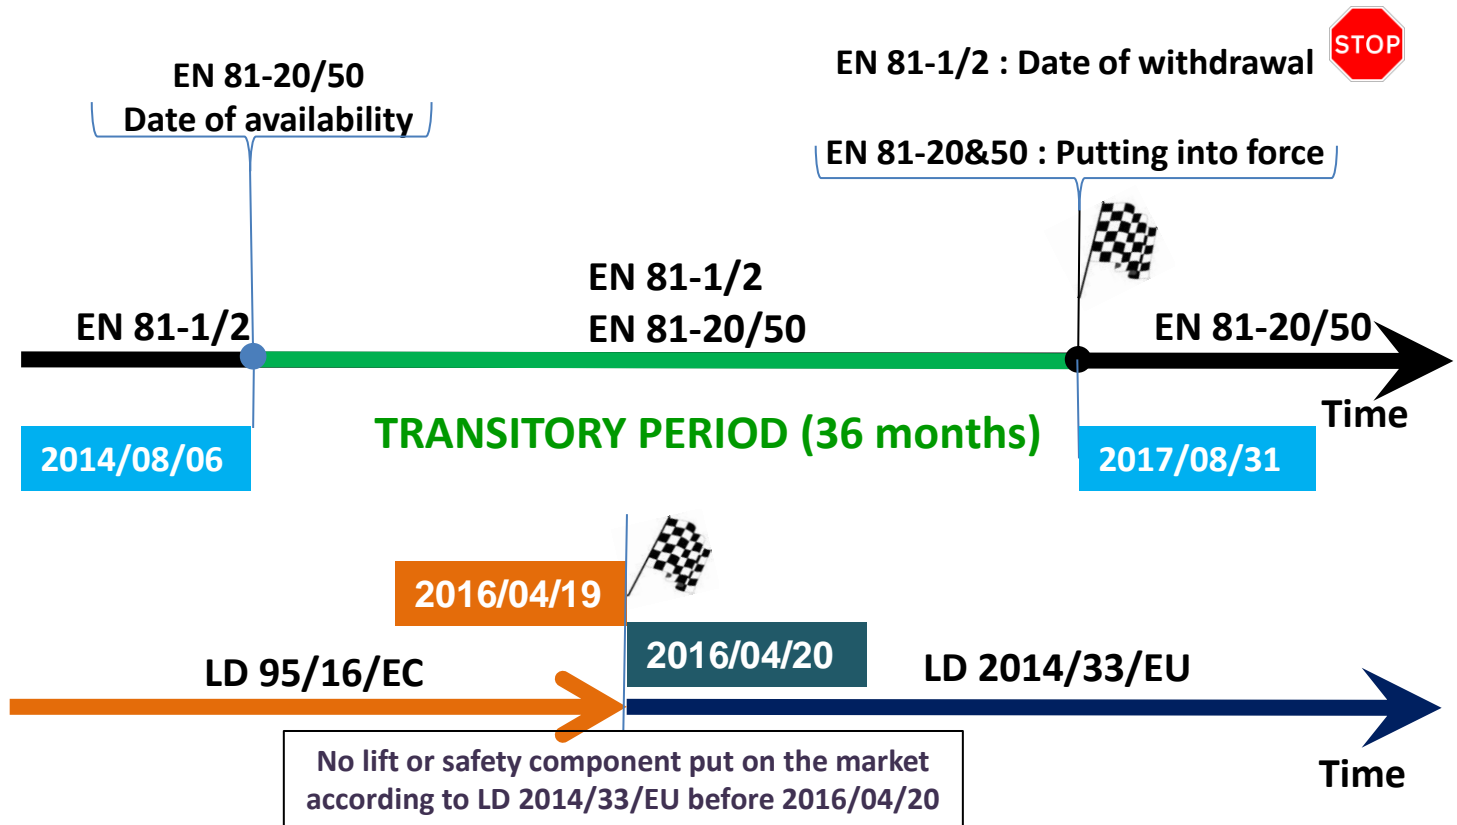 EN 81-20/50
Date of availability
EN 81-1/2 : Date of withdrawal
STOP
EN 81-20&50 : Putting into force
EN 81-1/2
EN 81-1/2
EN 81-20/50
EN 81-20/50
Time
2014/08/06
TRANSITORY PERIOD (36 months)
2017/08/31
2016/04/19
2016/04/20
LD 95/16/EC
LD 2014/33/EU
No lift or safety component put on the market
according to LD 2014/33/EU before 2016/04/20
Time